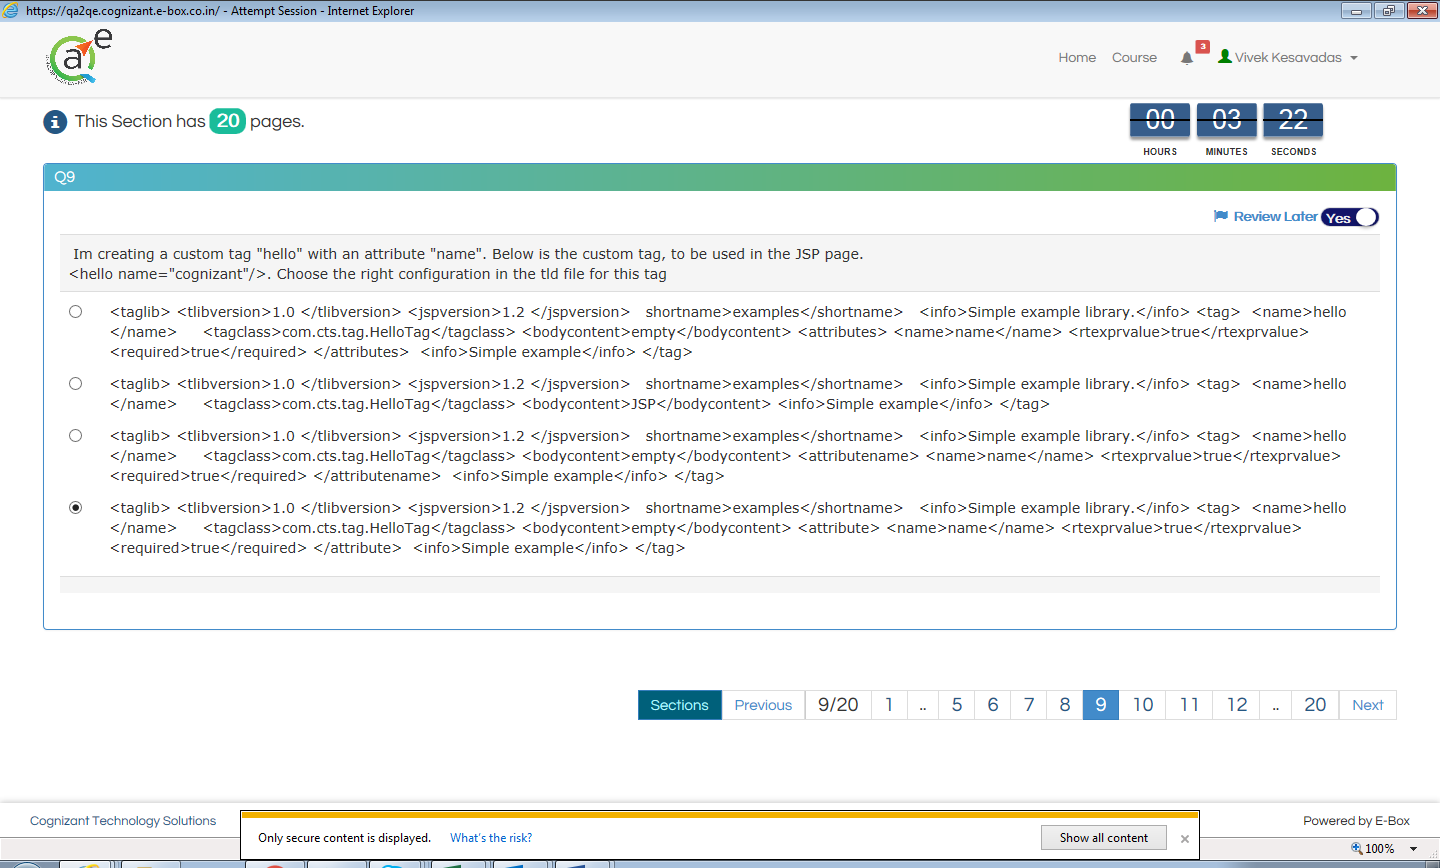 https://qa2qe.cognizant.e-box.co.in/ - Attempt Session - Internet Explorer
a e
Home Course 3 Vivek Kesavadas
This Section has 20 pages.
00 03 22
HOURS MINUTES SECONDS
Q9
Review Later Yes
Im creating a custom tag "hello" with an attribute "name". Below is the custom tag, to be used in the JSP page.
<hello name="cognizant"/>. Choose the right configuration in the tld file for this tag
<taglib> <tlibversion>1.0 </tlibversion> <jspversion>1.2 </jspversion> shortname>examples</shortname> <info>Simple example library.</info> <tag> <name>hello
</name> <tagclass>com.cts.tag.HelloTag</tagclass> <bodycontent>empty</bodycontent> <attributes> <name>name</name> <rtexprvalue>true</rtexprvalue>
<required>true</required> </attributes> <info>Simple example</info> </tag>
<taglib> <tlibversion>1.0 </tlibversion> <jspversion>1.2 </jspversion> shortname>examples</shortname> <info>Simple example library.</info> <tag> <name>hello
</name> <tagclass>com.cts.tag.HelloTag</tagclass> <bodycontent>JSP</bodycontent> <info>Simple example</info> </tag>
<taglib> <tlibversion>1.0 </tlibversion> <jspversion>1.2 </jspversion> shortname>examples</shortname> <info>Simple example library.</info> <tag> <name>hello
</name> <tagclass>com.cts.tag.HelloTag</tagclass> <bodycontent>empty</bodycontent> <attributename> <name>name</name> <rtexprvalue>true</rtexprvalue>
<required>true</required> </attributename> <info>Simple example</info> </tag>
<taglib> <tlibversion>1.0 </tlibversion> <jspversion>1.2 </jspversion> shortname>examples</shortname> <info>Simple example library.</info> <tag> <name>hello
</name> <tagclass>com.cts.tag.HelloTag</tagclass> <bodycontent>empty</bodycontent> <attribute> <name>name</name> <rtexprvalue>true</rtexprvalue>
<required>true</required> </attribute> <info>Simple example</info> </tag>
Sections Previous 9/20 1 .. 5 6 7 8 9 10 11 12 .. 20 Next
Cognizant Technology Solutions Powered by E-Box
Only secure content is displayed. What's the risk? Show all content
100%